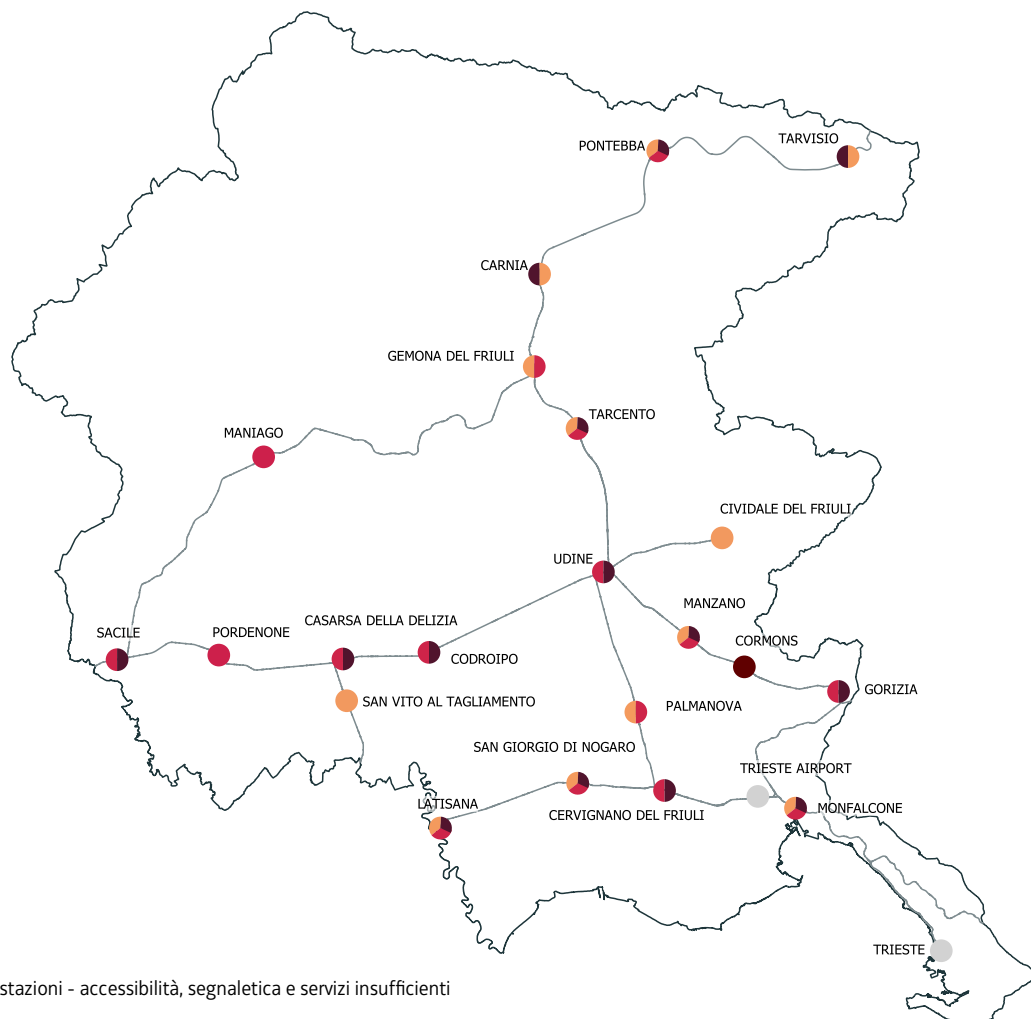 TARVISIO
PONTEBBA
CARNIA
GEMONA DEL FRIULI
TARCENTO
MANIAGO
CIVIDALE DEL FRIULI
UDINE
MANZANO
CASARSA DELLA DELIZIA
SACILE
PORDENONE
CORMONS
CODROIPO
GORIZIA
SAN VITO AL TAGLIAMENTO
PALMANOVA
SAN GIORGIO DI NOGARO
TRIESTE AIRPORT
LATISANA
MONFALCONE
CERVIGNANO DEL FRIULI
TRIESTE
stazioni - accessibilità, segnaletica e servizi insufficienti